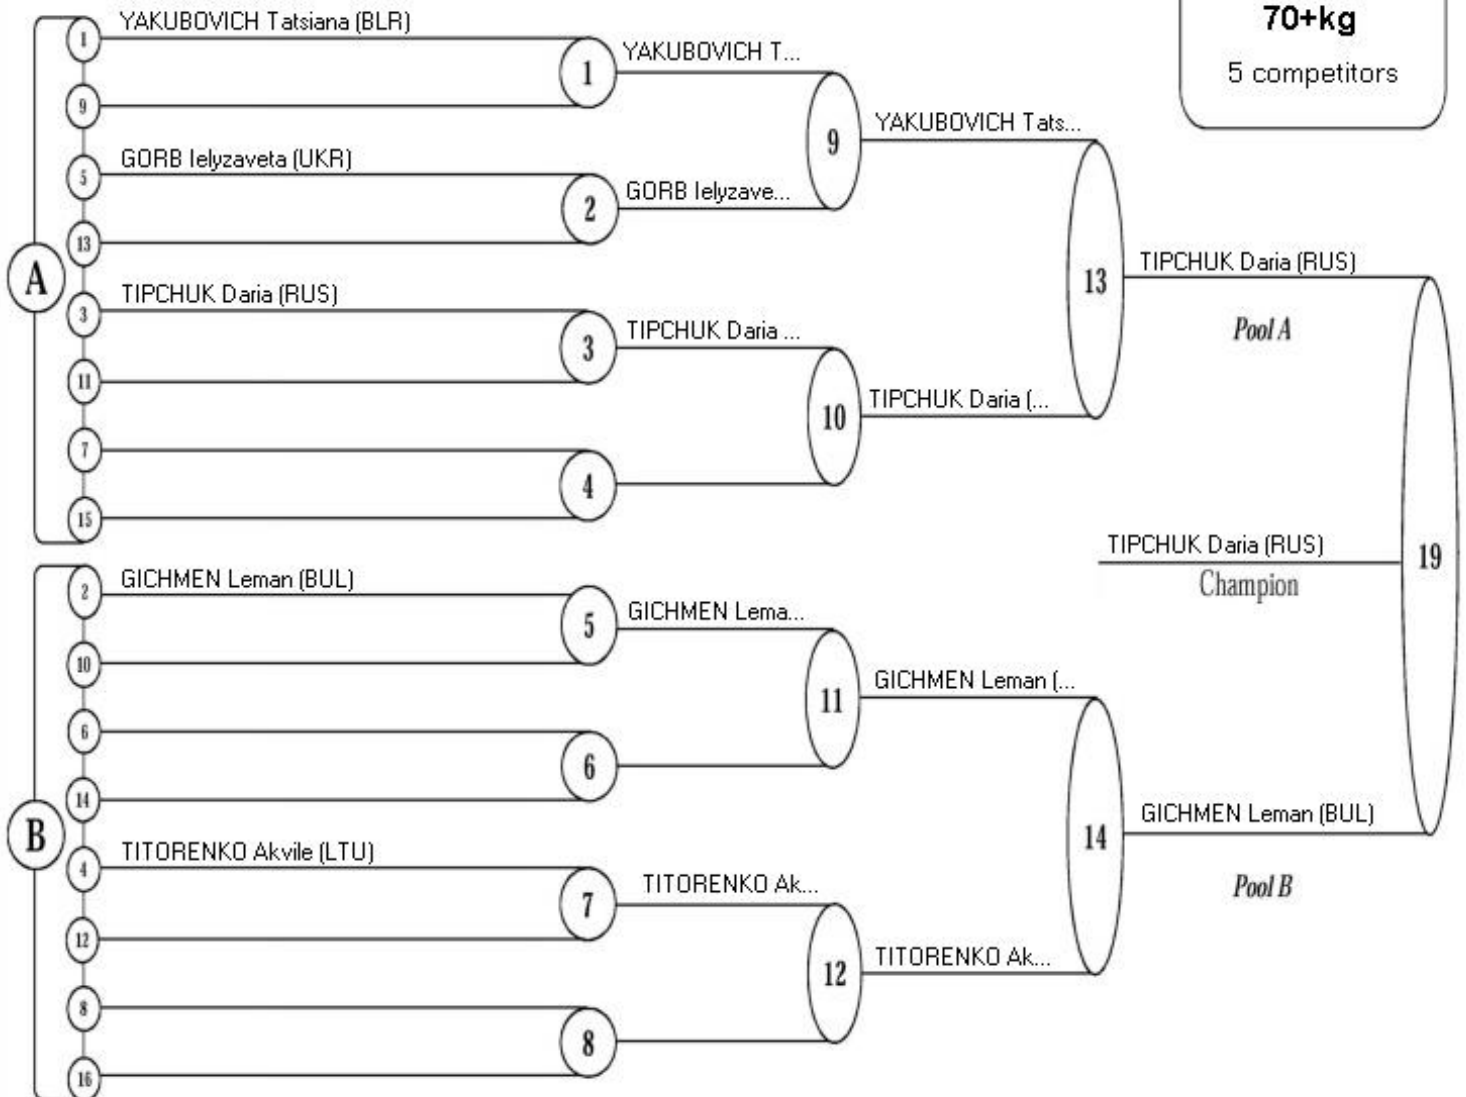 70+kg
5 competitors
A
1
YAKUBOVICH Tatsiana (BLR)
9
5
GORB Ielyzaveta (UKR)
13
3
TIPCHUK Daria (RUS)
11
7
15
1
YAKUBOVICH T...
2
GORB Ielyzave...
3
TIPCHUK Daria ...
4
9
YAKUBOVICH Tats...
10
TIPCHUK Daria (...
13
TIPCHUK Daria (RUS)
Pool A
B
2
GICHMEN Leman (BUL)
10
6
14
4
TITORENKO Akvile (LTU)
12
8
16
5
GICHMEN Lema...
6
7
TITORENKO Ak...
8
11
GICHMEN Leman (...
12
TITORENKO Ak...
14
GICHMEN Leman (BUL)
Pool B
19
TIPCHUK Daria (RUS)
Champion